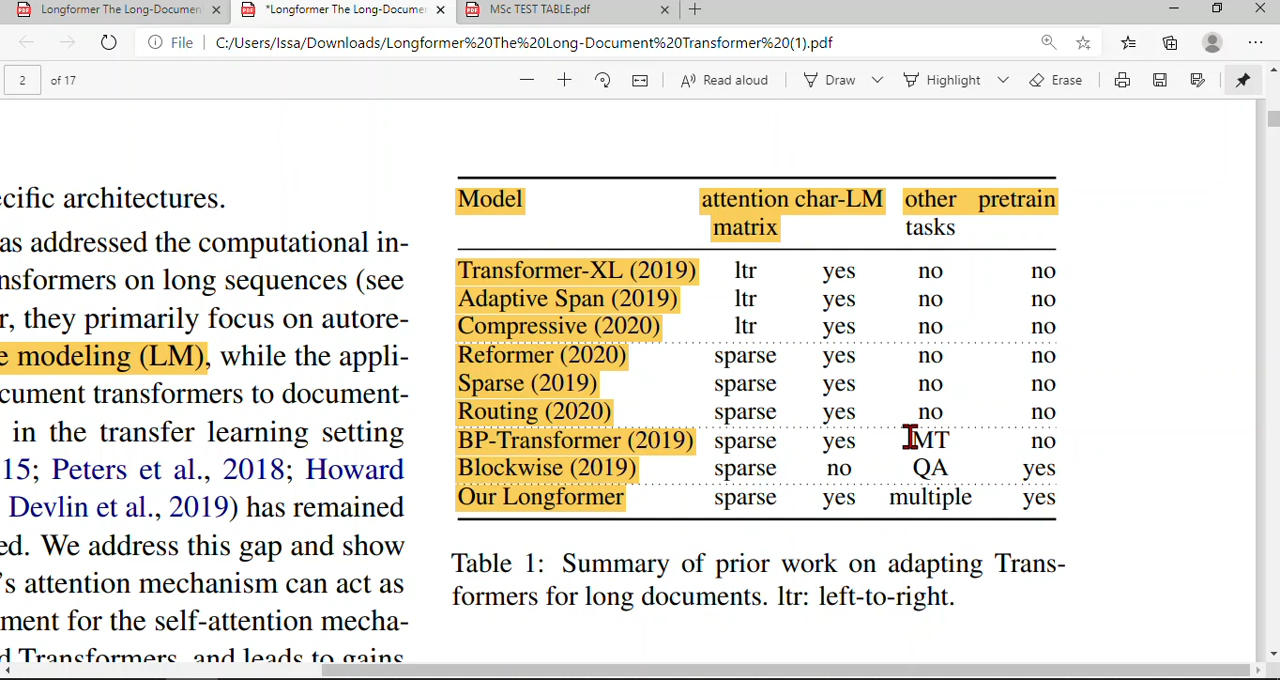 Longformer The Long-Documen
*Longformer The Long-Docume
MSc TEST TABLE.pdf
File
C:/Users/Issa/Downloads/Longformer%20The%20Long-Document%20Transformer%20(1).pdf
2 of 17
Read aloud
Draw
Highlight
Erase
ecific architectures.
as addressed the computational in-
nsformers on long sequences (see
r, they primarily focus on autore-
e modeling (LM), while the appli-
cument transformers to document-
in the transfer learning setting
15; Peters et al., 2018; Howard
Devlin et al., 2019) has remained
ed. We address this gap and show
's attention mechanism can act as
ment for the self-attention mecha-
d Transformers, and leads to gains
Model attention char-LM other pretrain
matrix tasks
Transformer-XL (2019) ltr yes no no
Adaptive Span (2019) ltr yes no no
Compressive (2020) ltr yes no no
Reformer (2020) sparse yes no no
Sparse (2019) sparse yes no no
Routing (2020) sparse yes no no
BP-Transformer (2019) sparse yes MT no
Blockwise (2019) sparse no QA yes
Our Longformer sparse yes multiple yes
Table 1: Summary of prior work on adapting Trans-
formers for long documents. ltr: left-to-right.